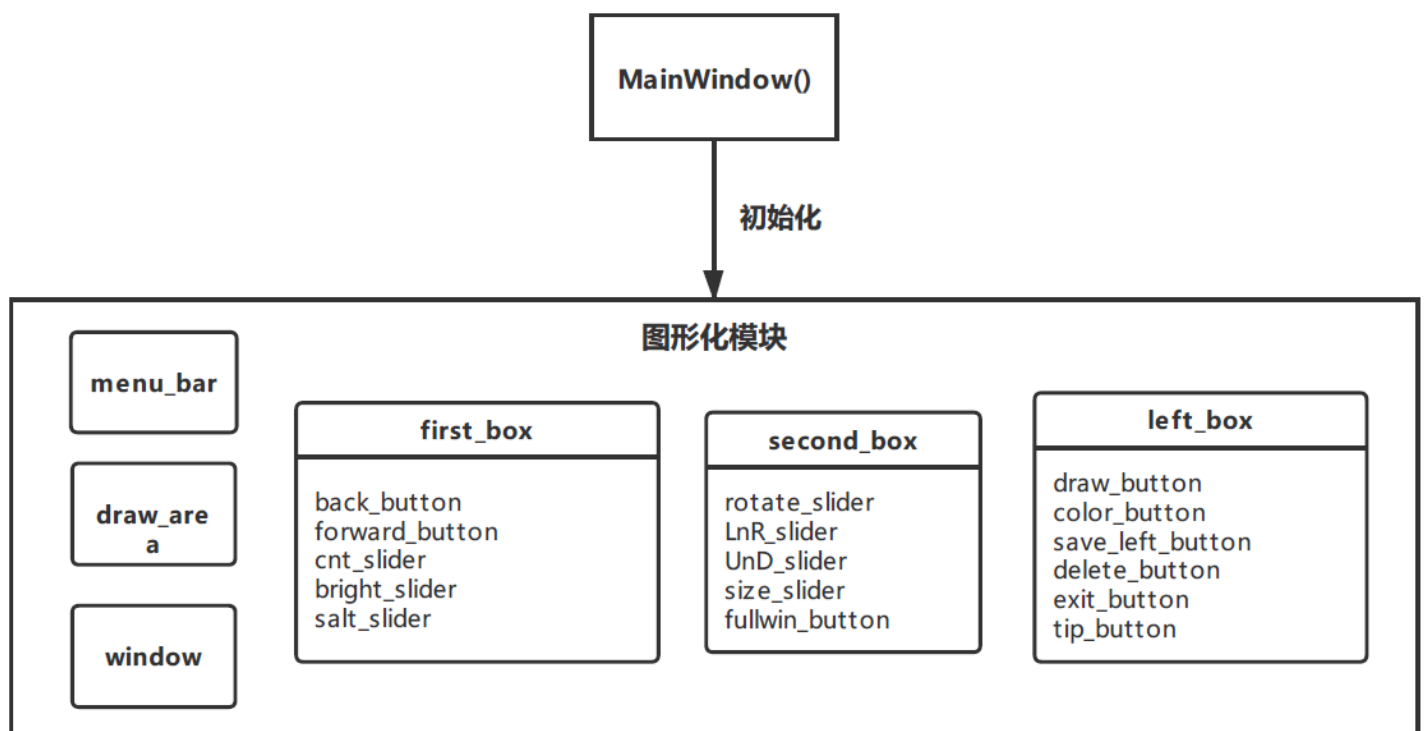 MainWindow()
初始化
图形化模块
menu_bar
draw_are
a
window
first_box
back_button
forward_button
cnt_slider
bright_slider
salt_slider
second_box
rotate_slider
LnR_slider
UnD_slider
size_slider
fullwin_button
left_box
draw_button
color_button
save_left_button
delete_button
exit_button
tip_button